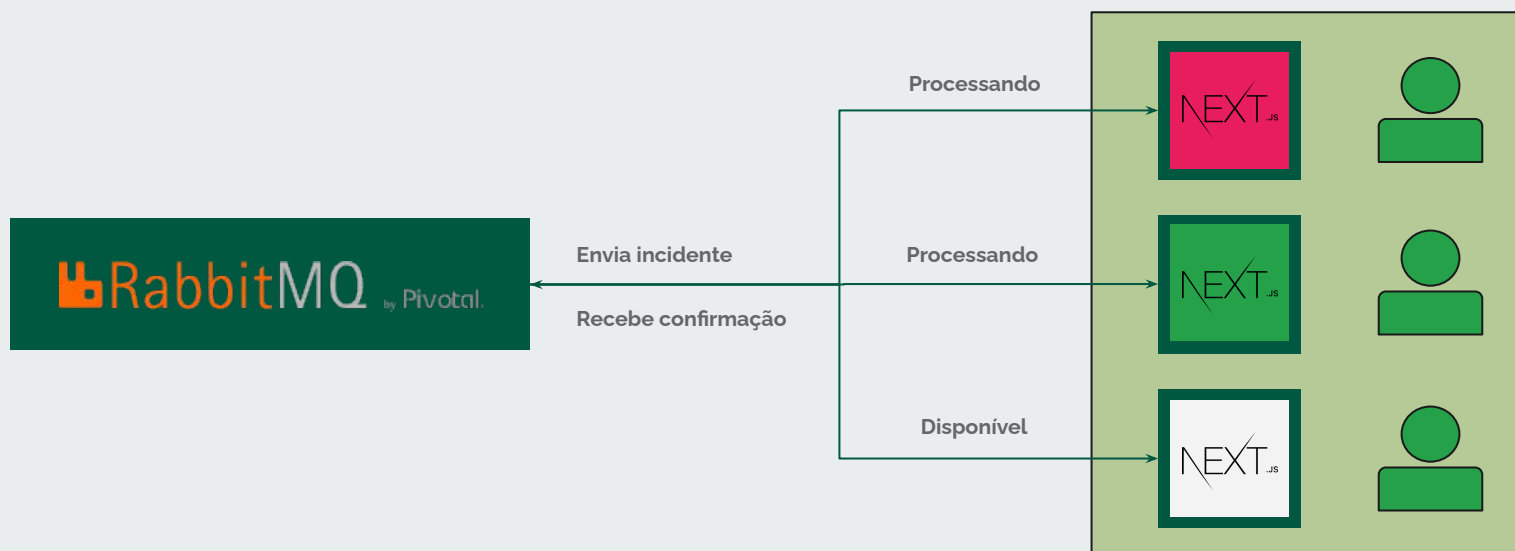 Processando
NEXT.JS
RabbitMQ by Pivotal.
Envia incidente
Processando
NEXT.JS
Recebe confirmação
Disponível
NEXT.JS